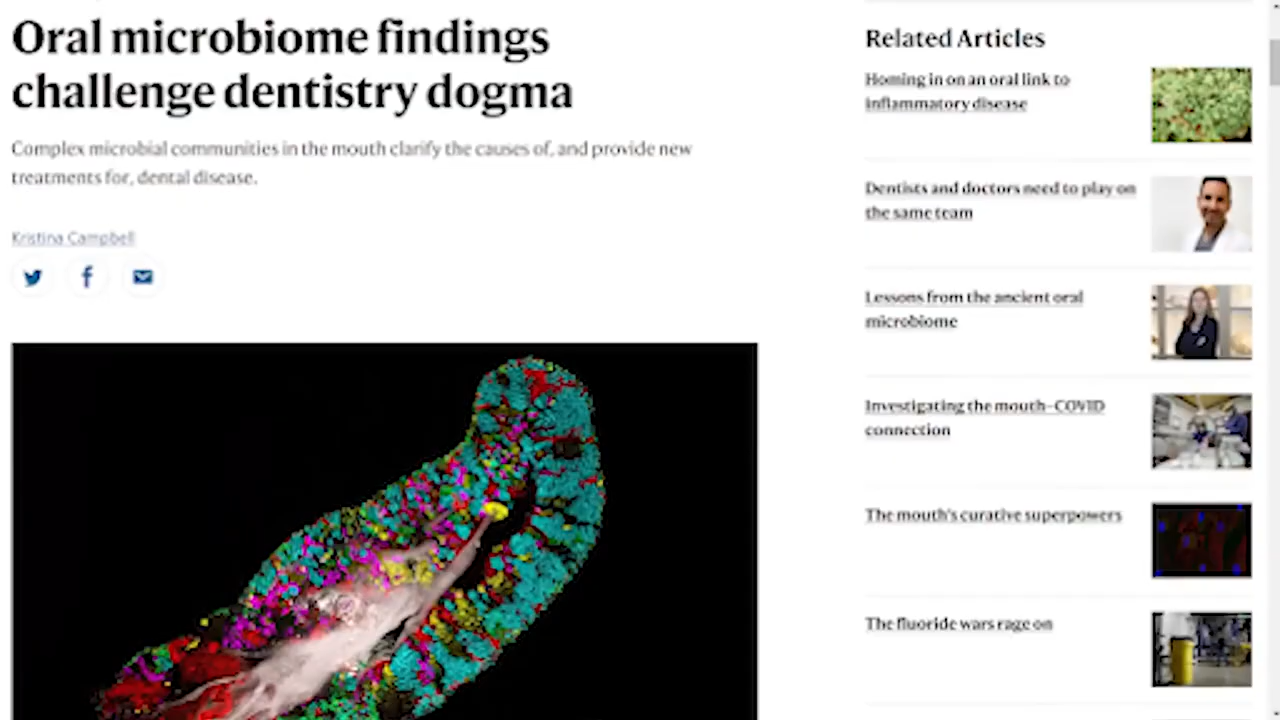 Oral microbiome findings
challenge dentistry dogma
Complex microbial communities in the mouth clarify the causes of, and provide new
treatments for, dental disease.
Kristina Campbell
Related Articles
Homing in on an oral link to
inflammatory disease
Dentists and doctors need to play on
the same team
Lessons from the ancient oral
microbiome
Investigating the mouth–COVID
connection
The mouth's curative superpowers
The fluoride wars rage on